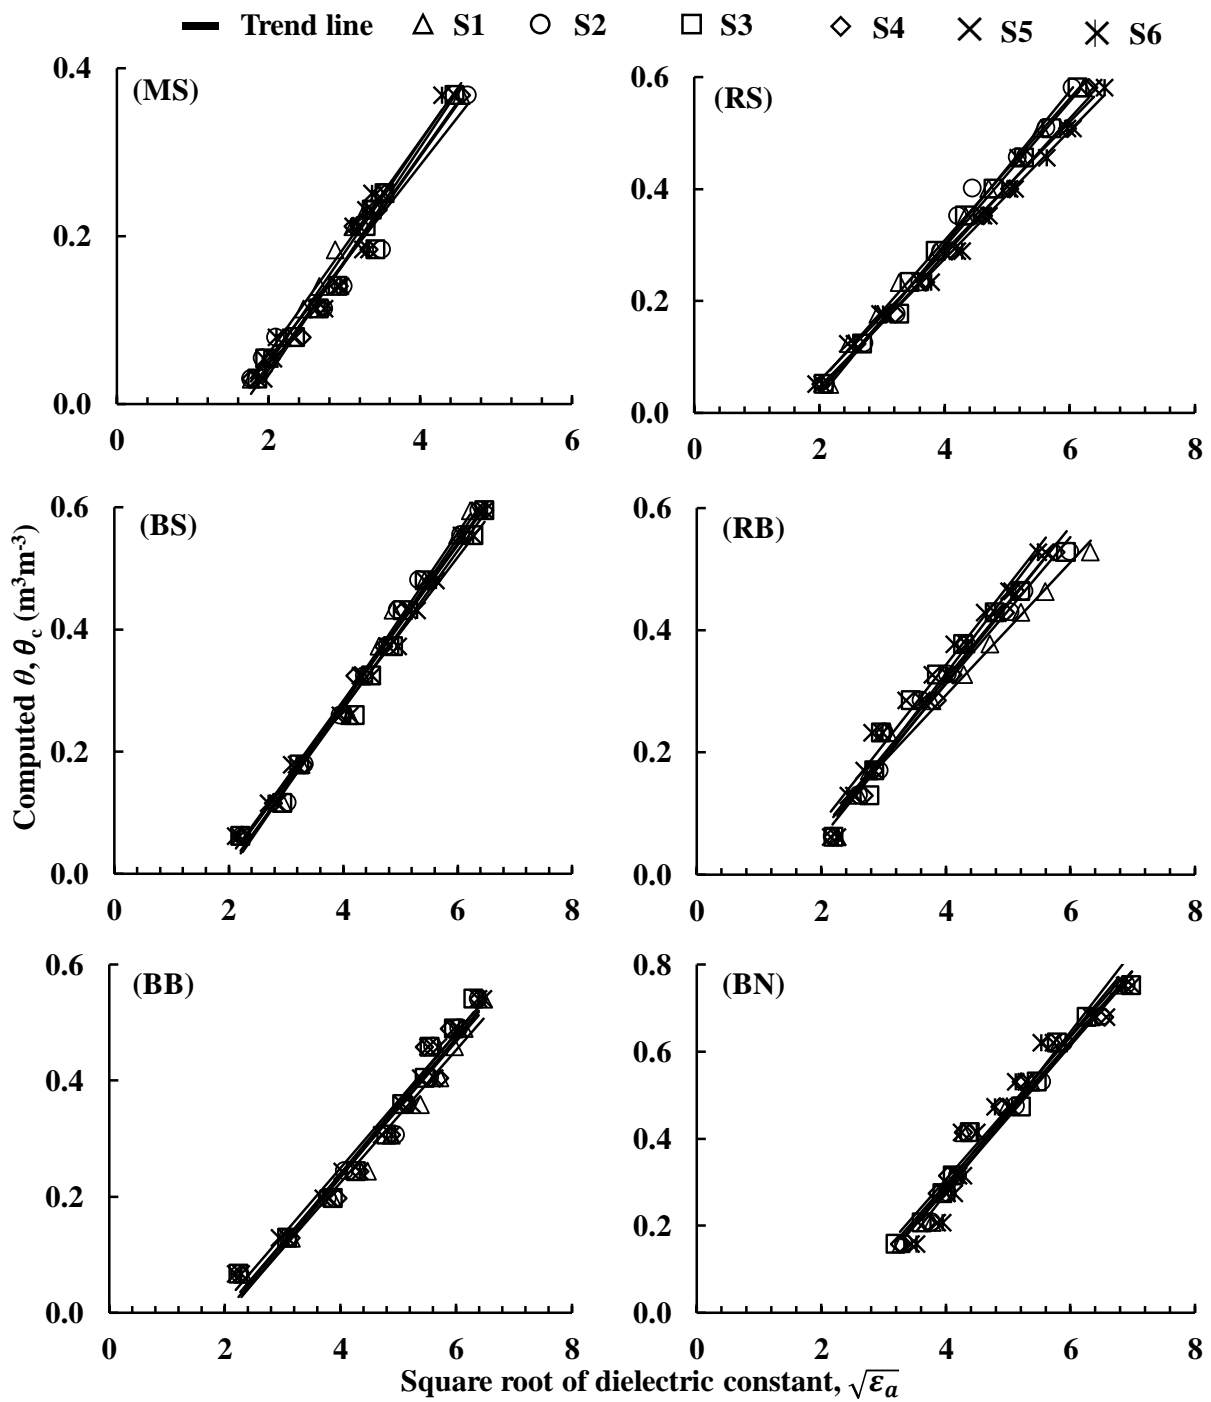 Trend line S1 S2 S3 S4 S5 S6
(MS)
0.4
0.2
0.0
0 2 4 6
(RS)
0.6
0.4
0.2
0.0
0 2 4 6 8
(BS)
0.6
0.4
0.2
0.0
0 2 4 6 8
(RB)
0.6
0.4
0.2
0.0
0 2 4 6 8
Computed θ, θc (m³m⁻³)
(BB)
0.6
0.4
0.2
0.0
0 2 4 6 8
(BN)
0.8
0.6
0.4
0.2
0.0
0 2 4 6 8
Square root of dielectric constant, √εa